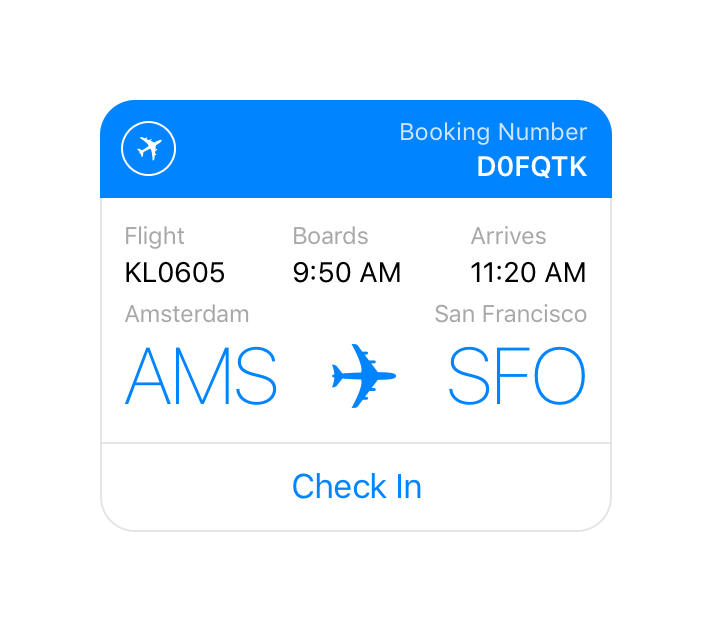 Booking Number
D0FQTK
Flight Boards Arrives
KL0605 9:50 AM 11:20 AM
Amsterdam San Francisco
AMS SFO
Check In